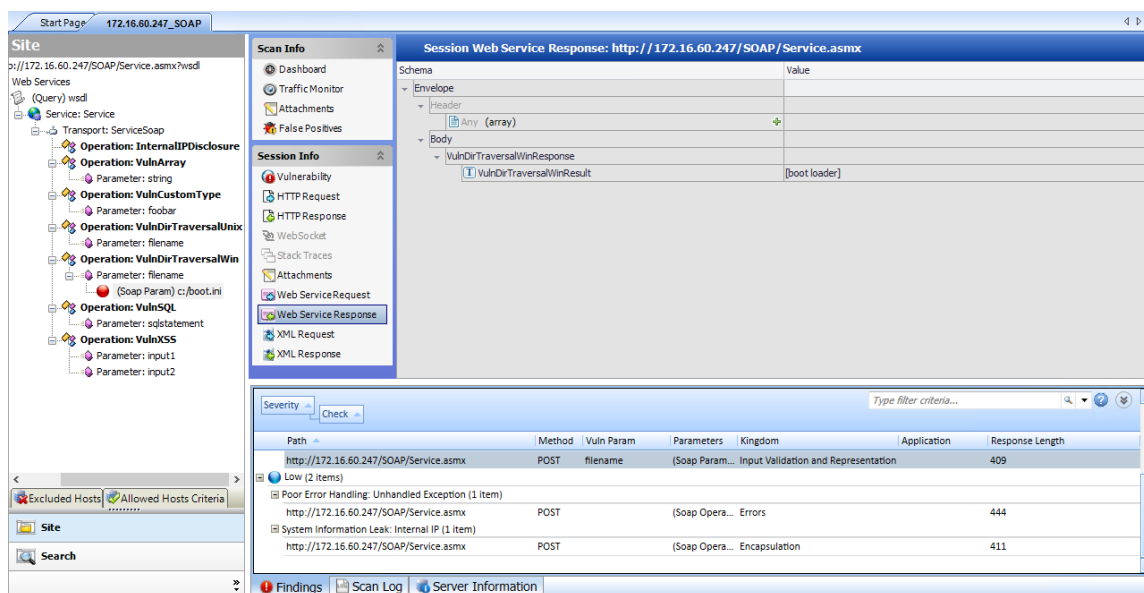 Start Page
172.16.60.247_SOAP
Site
://172.16.60.247/SOAP/Service.asmx?wsdl
Web Services
(Query) wsdl
Service: Service
Transport: ServiceSoap
Operation: InternalIPDisclosure
Operation: VulnArray
Parameter: string
Operation: VulnCustomType
Parameter: foobar
Operation: VulnDirTraversalUnix
Parameter: filename
Operation: VulnDirTraversalWin
Parameter: filename
(Soap Param) c:/boot.ini
Operation: VulnSQL
Parameter: sqlstatement
Operation: VulnXSS
Parameter: input1
Parameter: input2
Excluded Hosts
Allowed Hosts Criteria
Site
Search
Scan Info
Dashboard
Traffic Monitor
Attachments
False Positives
Session Info
Vulnerability
HTTP Request
HTTP Response
WebSocket
Stack Traces
Attachments
Web Service Request
Web Service Response
XML Request
XML Response
Session Web Service Response: http://172.16.60.247/SOAP/Service.asmx
Schema Value
Envelope
Header
Any (array)
Body
VulnDirTraversalWinResponse
VulnDirTraversalWinResult [boot loader]
Severity
Check
Type filter criteria...
Path Method Vuln Param Parameters Kingdom Application Response Length
http://172.16.60.247/SOAP/Service.asmx POST filename (Soap Param... Input Validation and Representation 409
Low (2 items)
Poor Error Handling: Unhandled Exception (1 item)
http://172.16.60.247/SOAP/Service.asmx POST (Soap Opera... Errors 444
System Information Leak: Internal IP (1 item)
http://172.16.60.247/SOAP/Service.asmx POST (Soap Opera... Encapsulation 411
Findings
Scan Log
Server Information